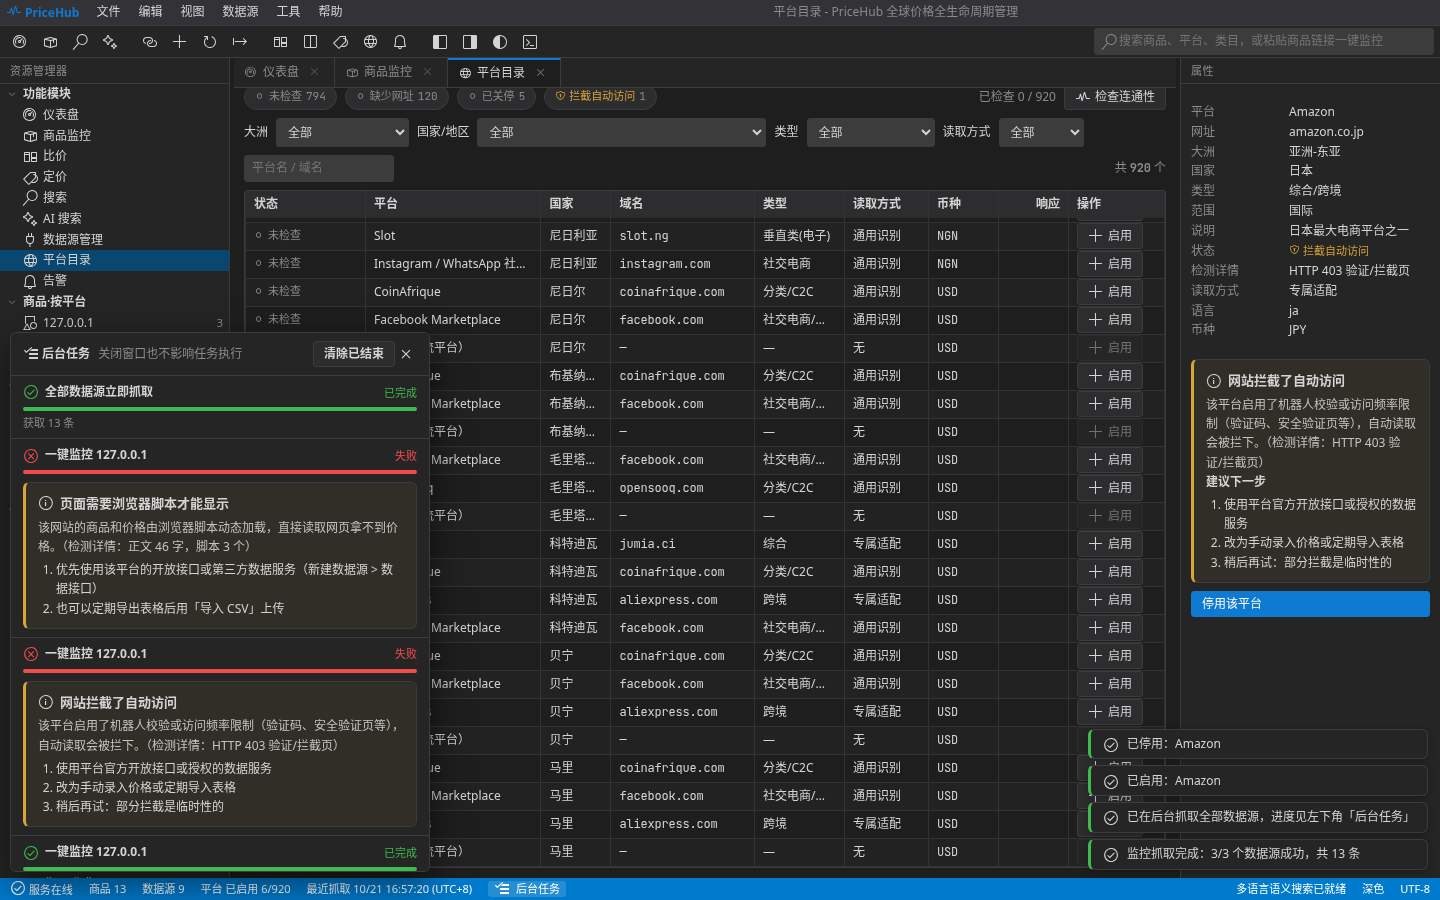 PriceHub 文件 编辑 视图 数据源 工具 帮助 平台目录 - PriceHub 全球价格全生命周期管理
搜索商品、平台、类目，或粘贴商品链接一键监控
资源管理器
功能模块
仪表盘
商品监控
比价
定价
搜索
AI 搜索
数据源管理
平台目录
告警
商品·按平台
127.0.0.1 3
仪表盘 商品监控 平台目录
未检查 794 缺少网址 120 已关停 5 拦截自动访问 1 已检查 0 / 920 检查连通性
大洲 全部 国家/地区 全部 类型 全部 读取方式 全部
平台名 / 域名 共 920 个
状态 平台 国家 域名 类型 读取方式 币种 响应 操作
未检查 Slot 尼日利亚 slot.ng 垂直类(电子) 通用识别 NGN 启用
未检查 Instagram / WhatsApp 社... 尼日利亚 instagram.com 社交电商 通用识别 NGN 启用
未检查 CoinAfrique 尼日尔 coinafrique.com 分类/C2C 通用识别 USD 启用
未检查 Facebook Marketplace 尼日尔 facebook.com 社交电商/... 通用识别 USD 启用
平台） 尼日尔 — — 无 USD 启用
ue 布基纳... coinafrique.com 分类/C2C 通用识别 USD 启用
Marketplace 布基纳... facebook.com 社交电商/... 通用识别 USD 启用
平台） 布基纳... — — 无 USD 启用
Marketplace 毛里塔... facebook.com 社交电商/... 通用识别 USD 启用
q 毛里塔... opensooq.com 分类/C2C 通用识别 USD 启用
平台） 毛里塔... — — 无 USD 启用
科特迪瓦 jumia.ci 综合 专属适配 USD 启用
ue 科特迪瓦 coinafrique.com 分类/C2C 通用识别 USD 启用
s 科特迪瓦 aliexpress.com 跨境 专属适配 USD 启用
Marketplace 科特迪瓦 facebook.com 社交电商/... 通用识别 USD 启用
ue 贝宁 coinafrique.com 分类/C2C 通用识别 USD 启用
Marketplace 贝宁 facebook.com 社交电商/... 通用识别 USD 启用
s 贝宁 aliexpress.com 跨境 专属适配 USD 启用
平台） 贝宁 — — 无 USD
ue 马里 coinafrique.com 分类/C2C 通用识别 USD 启用
Marketplace 马里 facebook.com 社交电商/... 通用识别 USD 启用
s 马里 aliexpress.com 跨境 专属适配 USD
平台） 马里 — — 无 USD
后台任务 关闭窗口也不影响任务执行 清除已结束
全部数据源立即抓取 已完成
获取 13 条
一键监控 127.0.0.1 失败
页面需要浏览器脚本才能显示
该网站的商品和价格由浏览器脚本动态加载，直接读取网页拿不到价
格。（检测详情：正文 46 字，脚本 3 个）
1. 优先使用该平台的开放接口或第三方数据服务（新建数据源 > 数
据接口）
2. 也可以定期导出表格后用「导入 CSV」上传
一键监控 127.0.0.1 失败
网站拦截了自动访问
该平台启用了机器人校验或访问频率限制（验证码、安全验证页等），
自动读取会被拦下。（检测详情：HTTP 403 验证/拦截页）
1. 使用平台官方开放接口或授权的数据服务
2. 改为手动录入价格或定期导入表格
3. 稍后再试：部分拦截是临时性的
一键监控 127.0.0.1 已完成
属性
平台 Amazon
网址 amazon.co.jp
大洲 亚洲-东亚
国家 日本
类型 综合/跨境
范围 国际
说明 日本最大电商平台之一
状态 拦截自动访问
检测详情 HTTP 403 验证/拦截页
读取方式 专属适配
语言 ja
币种 JPY
网站拦截了自动访问
该平台启用了机器人校验或访问频率限
制（验证码、安全验证页等），自动读取
会被拦下。（检测详情：HTTP 403 验
证/拦截页）
建议下一步
1. 使用平台官方开放接口或授权的数据
服务
2. 改为手动录入价格或定期导入表格
3. 稍后再试：部分拦截是临时性的
停用该平台
已停用：Amazon
已启用：Amazon
已在后台抓取全部数据源，进度见左下角「后台任务」
监控抓取完成：3/3 个数据源成功，共 13 条
服务在线 商品 13 数据源 9 平台 已启用 6/920 最近抓取 10/21 16:57:20 (UTC+8) 后台任务 多语言语义搜索已就绪 深色 UTF-8